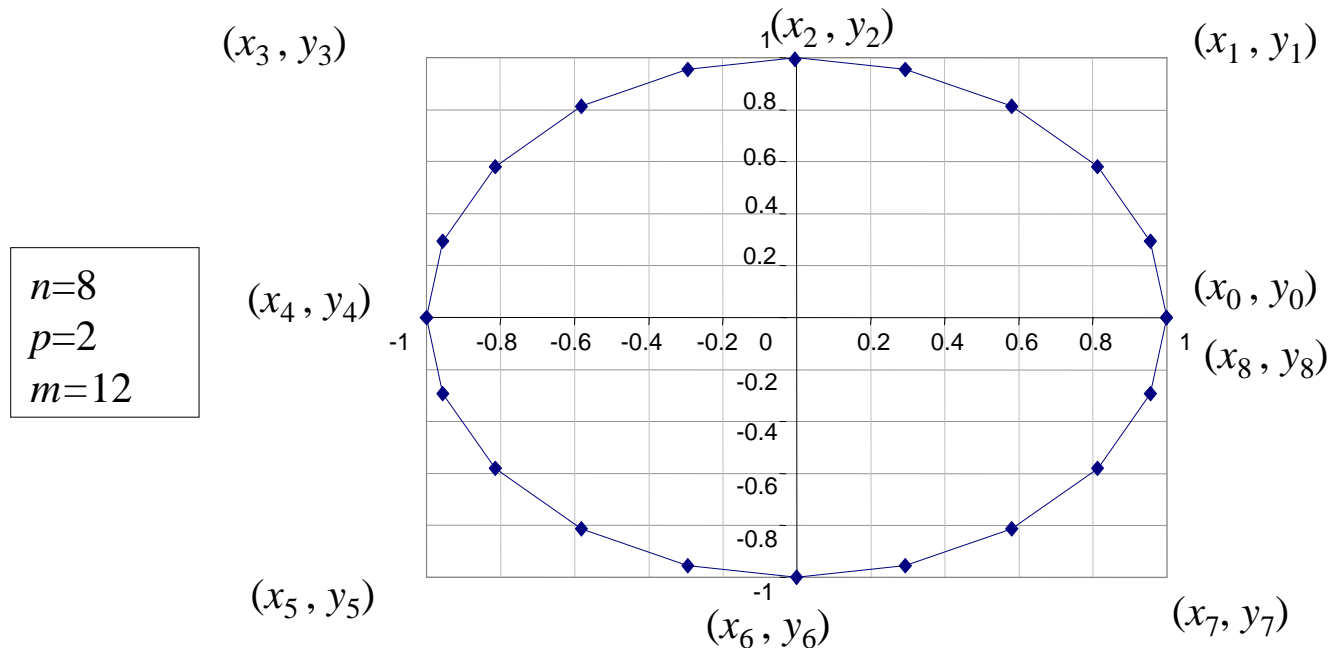 (x3 , y3)
(x2 , y2)
(x1 , y1)
1
0.8
0.6
0.4
0.2
n=8
p=2
m=12
(x4 , y4)
(x0 , y0)
-1 -0.8 -0.6 -0.4 -0.2 0 0.2 0.4 0.6 0.8 1
(x8 , y8)
-0.2
-0.4
-0.6
-0.8
-1
(x5 , y5)
(x6 , y6)
(x7, y7)